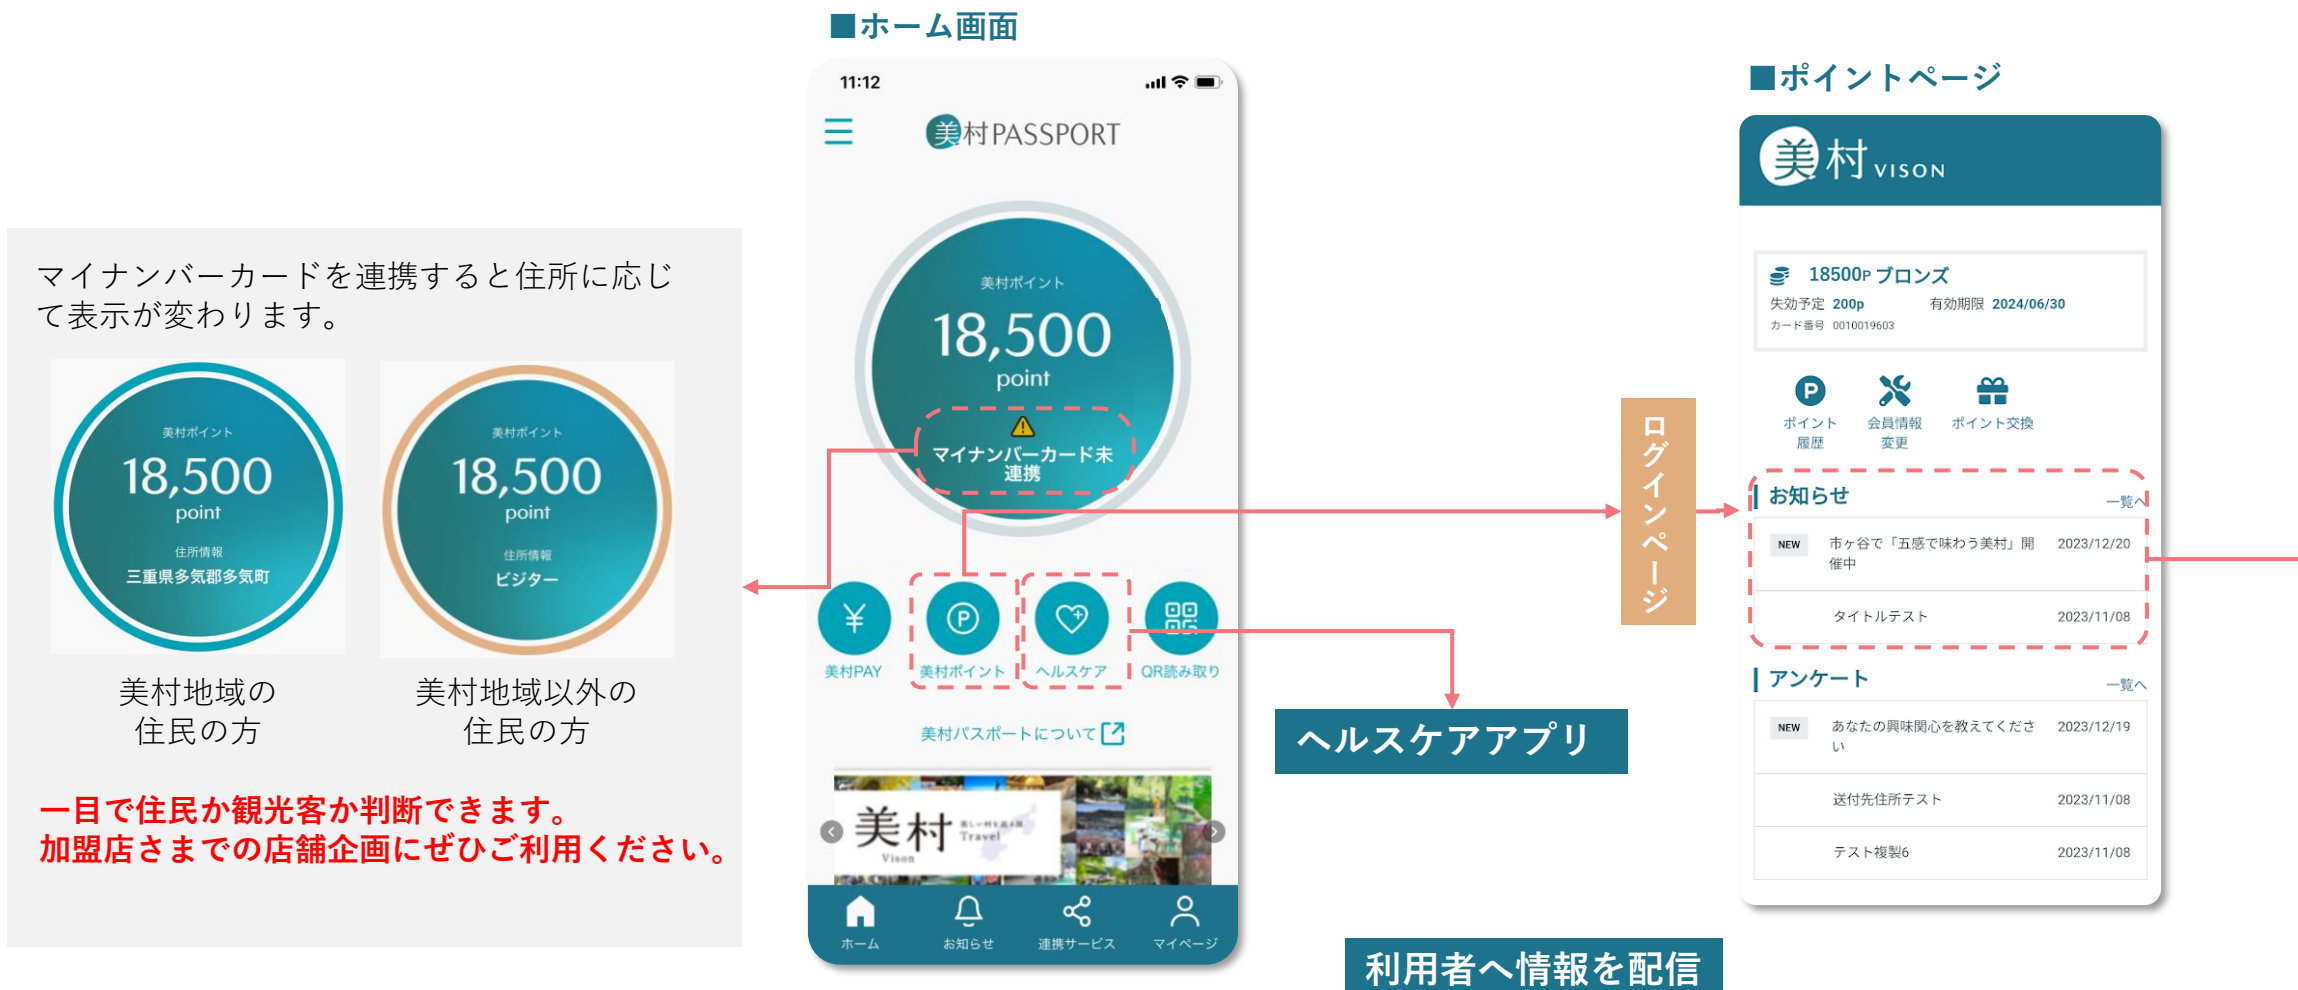 ■ホーム画面
11:12
美村PASSPORT
美村ポイント
18,500
point
マイナンバーカード未
連携
美村PAY
美村ポイント
ヘルスケア
QR読み取り
美村パスポートについて
美村
Vison
Travel
ホーム
お知らせ
連携サービス
マイページ
マイナンバーカードを連携すると住所に応じ
て表示が変わります。
美村ポイント
18,500
point
住所情報
三重県多気郡多気町
美村ポイント
18,500
point
住所情報
ビジター
美村地域の
住民の方
美村地域以外の
住民の方
一目で住民か観光客か判断できます。
加盟店さまでの店舗企画にぜひご利用ください。
ログインページ
ヘルスケアアプリ
利用者へ情報を配信
■ポイントページ
美村 VISON
18500P ブロンズ
失効予定 200p 有効期限 2024/06/30
カード番号 0010019603
ポイント
履歴
会員情報
変更
ポイント交換
お知らせ
一覧へ
NEW 市ヶ谷で「五感で味わう美村」開 2023/12/20
催中
タイトルテスト 2023/11/08
アンケート
一覧へ
NEW あなたの興味関心を教えてくださ 2023/12/19
い
送付先住所テスト 2023/11/08
テスト複製6 2023/11/08